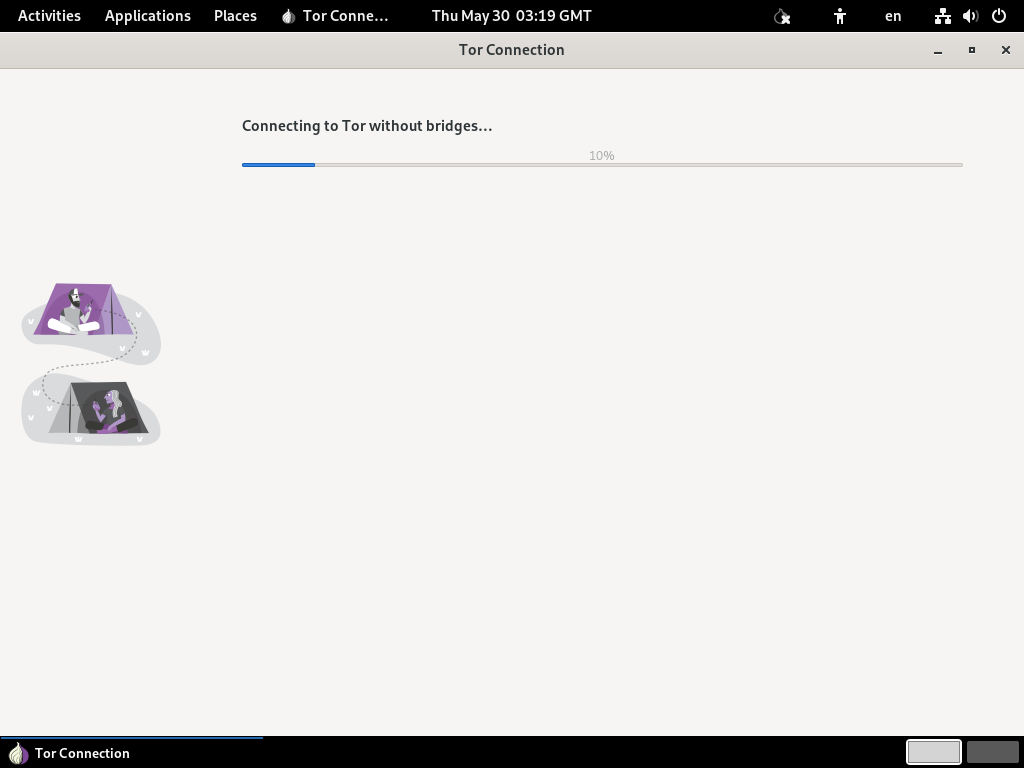 Activities Applications Places Tor Conne… Thu May 30 03:19 GMT en
Tor Connection
Connecting to Tor without bridges…
10%
Tor Connection